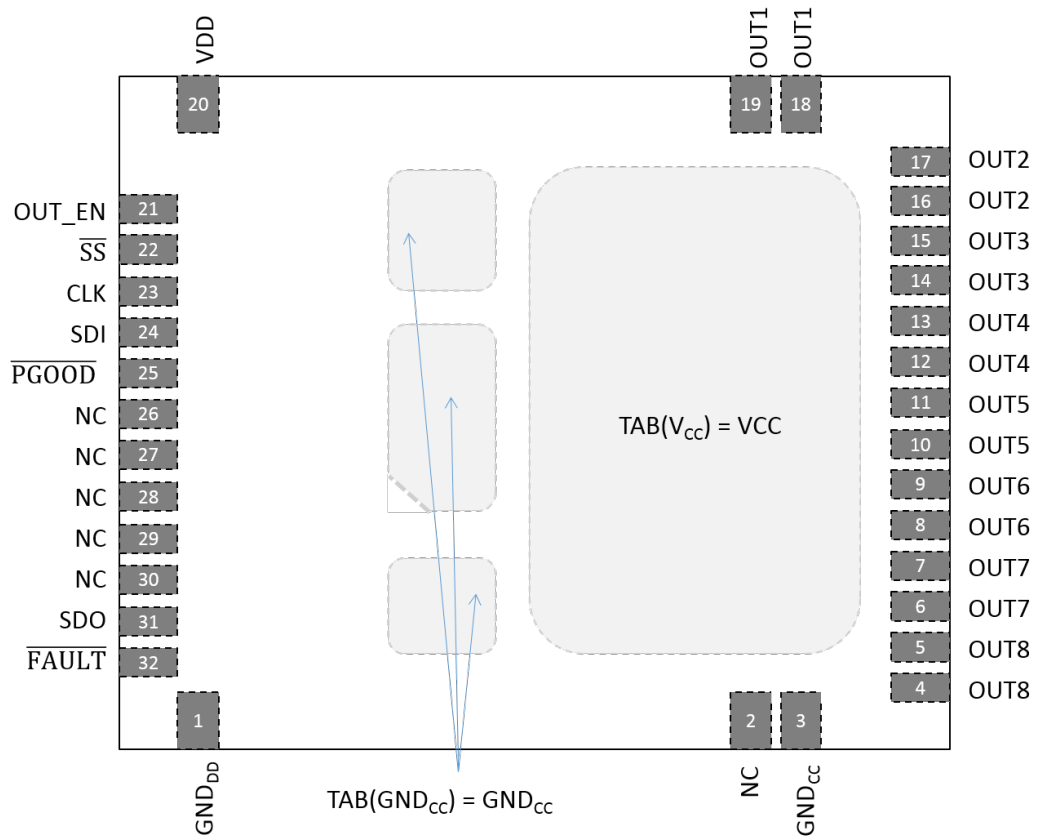 VDD
OUT1
OUT1
20
19
18
17 OUT2
16 OUT2
15 OUT3
14 OUT3
13 OUT4
12 OUT4
11 OUT5
10 OUT5
9 OUT6
8 OUT6
7 OUT7
6 OUT7
5 OUT8
4 OUT8
OUT_EN 21
SS 22
CLK 23
SDI 24
PGOOD 25
NC 26
NC 27
NC 28
NC 29
NC 30
SDO 31
FAULT 32
TAB(VCC) = VCC
1
2
3
GNDDD
NC
GNDCC
TAB(GNDCC) = GNDCC